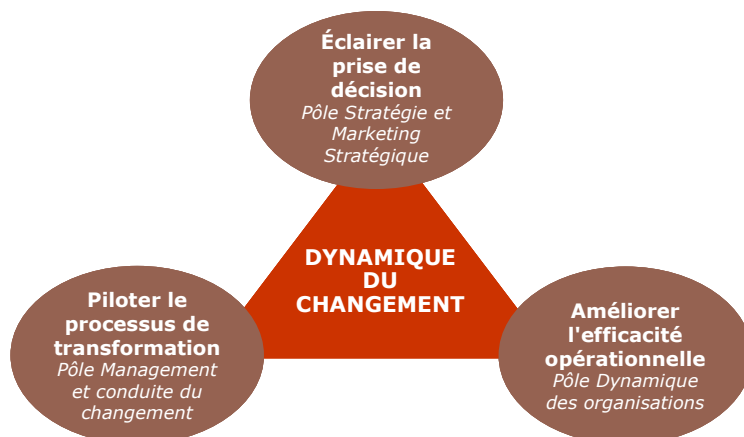 Éclairer la
prise de
décision
Pôle Stratégie et
Marketing
Stratégique
DYNAMIQUE
DU
CHANGEMENT
Piloter le
processus de
transformation
Pôle Management
et conduite du
changement
Améliorer
l'efficacité
opérationnelle
Pôle Dynamique
des organisations